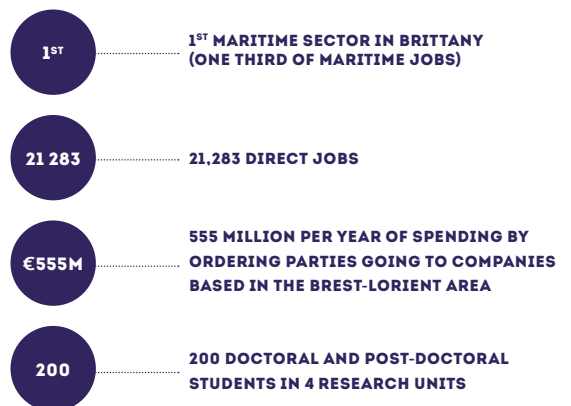 1ST
1ST MARITIME SECTOR IN BRITTANY
(ONE THIRD OF MARITIME JOBS)
21 283
21,283 DIRECT JOBS
€555M
555 MILLION PER YEAR OF SPENDING BY
ORDERING PARTIES GOING TO COMPANIES
BASED IN THE BREST-LORIENT AREA
200
200 DOCTORAL AND POST-DOCTORAL
STUDENTS IN 4 RESEARCH UNITS